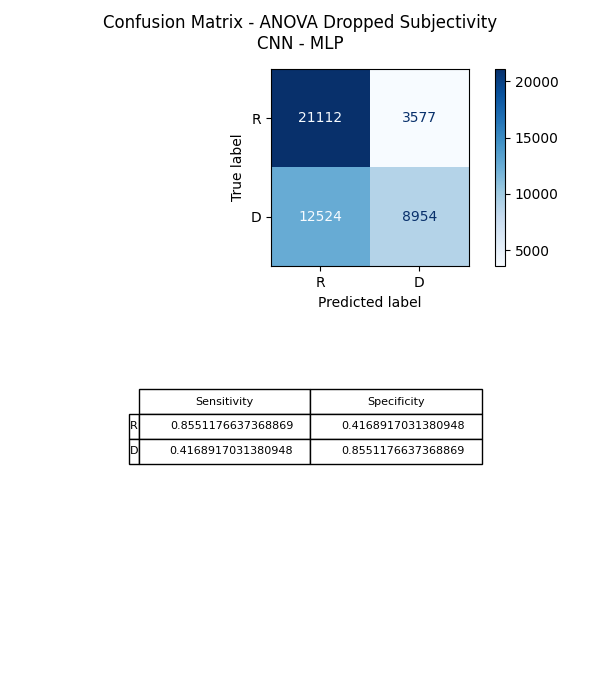 Confusion Matrix - ANOVA Dropped Subjectivity
CNN - MLP
R 21112 3577
D 12524 8954
True label
R D
Predicted label
20000
15000
10000
5000
Sensitivity Specificity
R 0.8551176637368869 0.4168917031380948
D 0.4168917031380948 0.8551176637368869